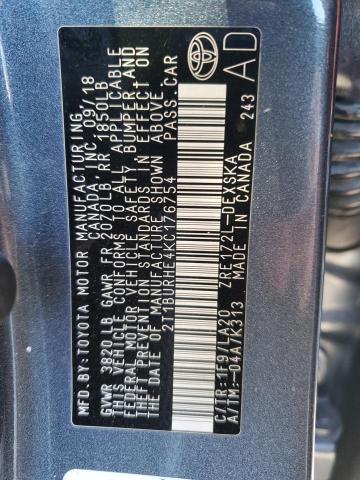 MFD.BY:TOYOTA MOTOR MANUFACTURING
CANADA, INC. 09/18
GVWR 3820LB GAWR FR 2070LB RR 1850LB
THIS VEHICLE CONFORMS TO ALL APPLICABLE
FEDERAL MOTOR VEHICLE SAFETY, BUMPER, AND
THEFT PREVENTION STANDARDS IN EFFECT ON
THE DATE OF MANUFACTURE SHOWN ABOVE.
2T1BURHE4KC176754 PASS.CAR
C/TR:1F9/LA20 ZRE172L-DEXSKA
A/TM:-04A/K313 MADE IN CANADA
243
AD